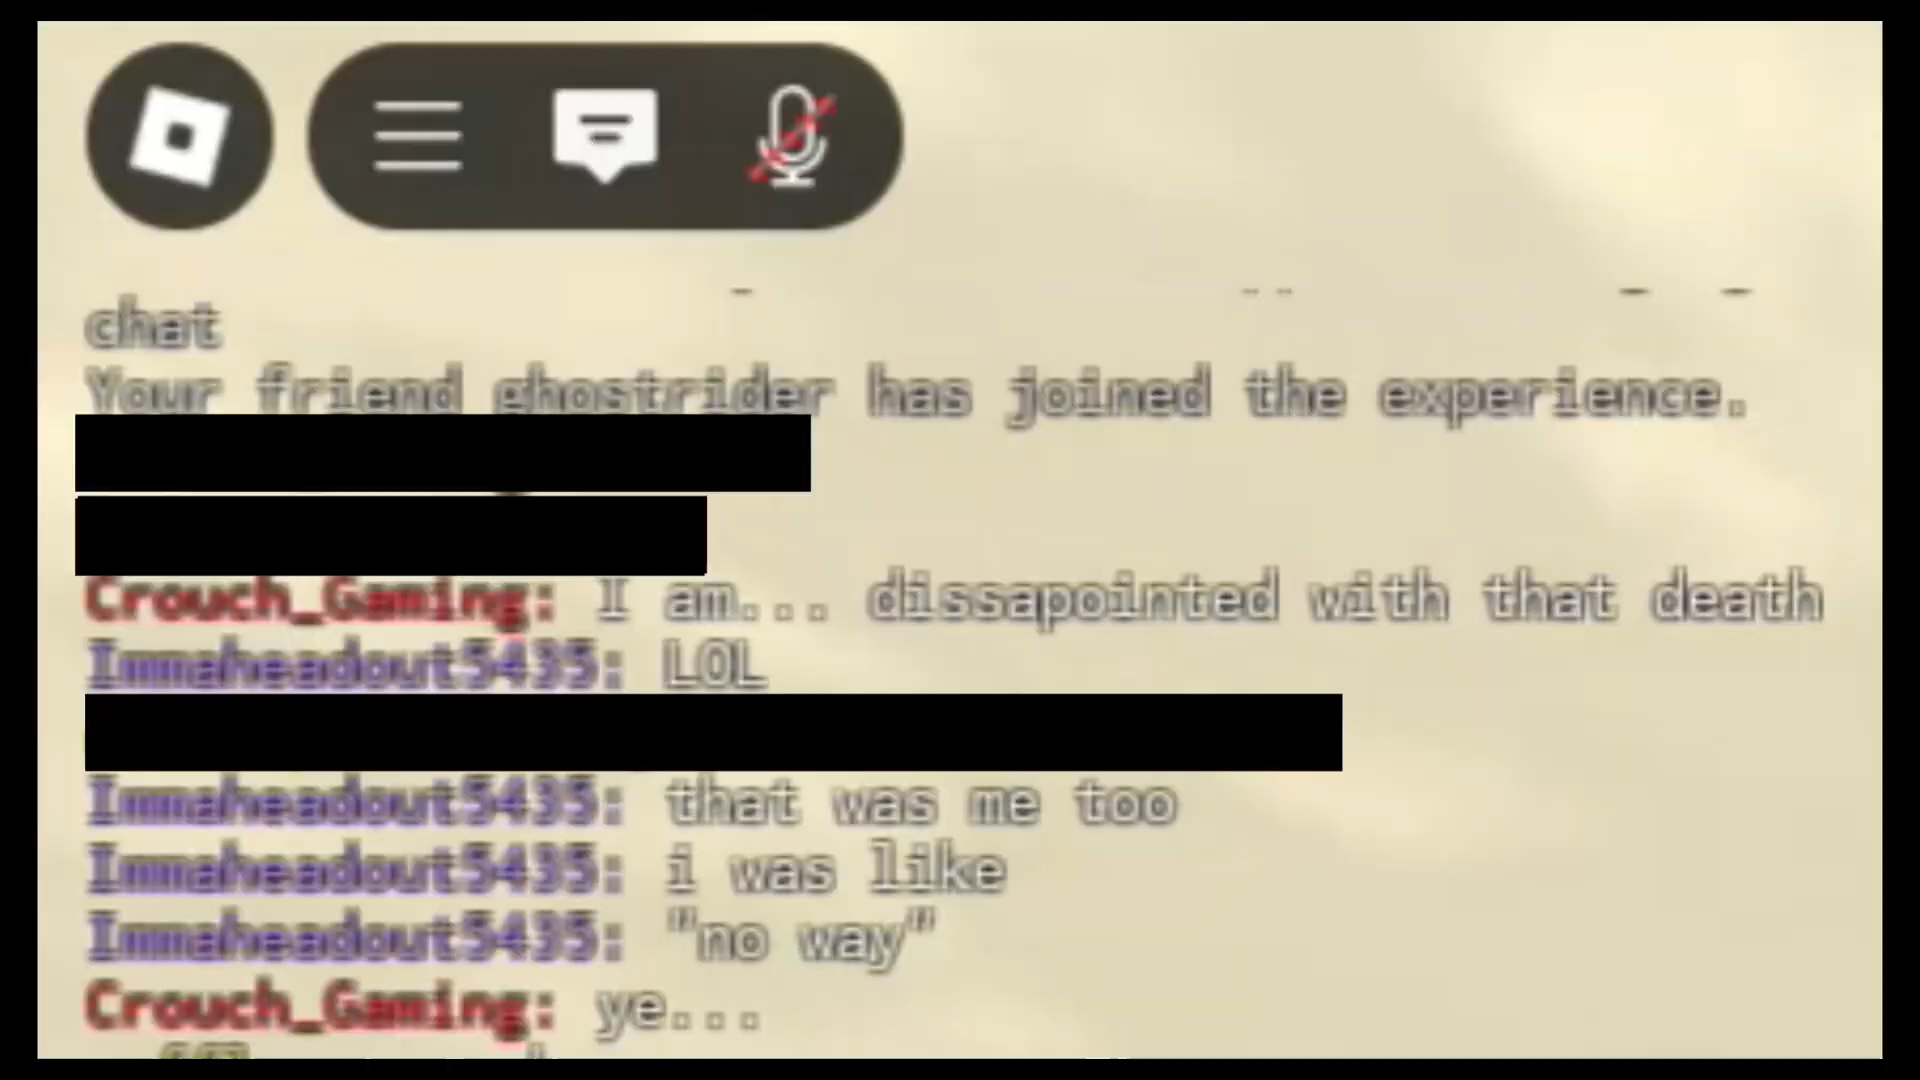 chat
Your friend ghostrider has joined the experience.
Crouch_Gaming: I am... dissapointed with that death
Immaheadout5435: LOL
Immaheadout5435: that was me too
Immaheadout5435: i was like
Immaheadout5435: "no way"
Crouch_Gaming: ye...